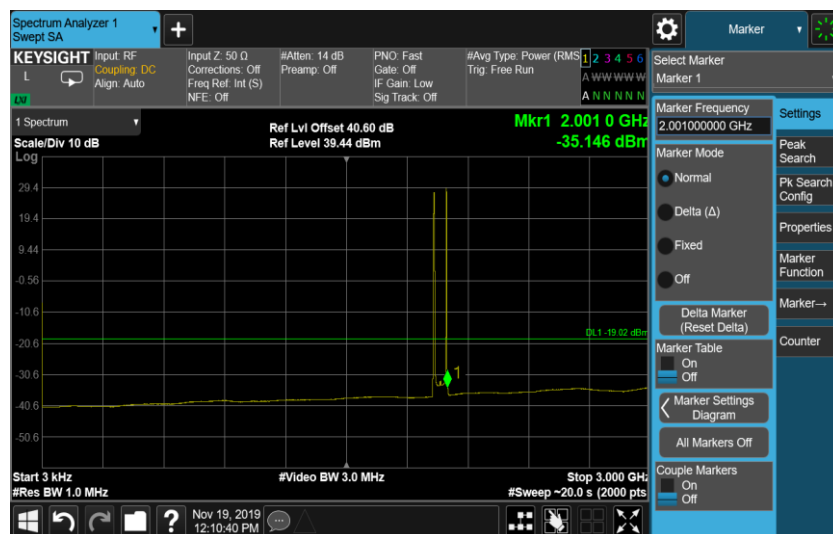 Spectrum Analyzer 1
Swept SA
+
Marker
KEYSIGHT
L
LXI
Input: RF
Coupling: DC
Align: Auto
Input Z: 50 Ω
Corrections: Off
Freq Ref: Int (S)
NFE: Off
#Atten: 14 dB
Preamp: Off
PNO: Fast
Gate: Off
IF Gain: Low
Sig Track: Off
#Avg Type: Power (RMS
Trig: Free Run
1 2 3 4 5 6
A W W W W W
A N N N N N
Select Marker
Marker 1
1 Spectrum
Scale/Div 10 dB
Log
Ref Lvl Offset 40.60 dB
Ref Level 39.44 dBm
Mkr1 2.001 0 GHz
-35.146 dBm
29.4
19.4
9.44
-0.56
-10.6
-20.6
-30.6
-40.6
-50.6
DL1 -19.02 dBm
1
Start 3 kHz
#Res BW 1.0 MHz
#Video BW 3.0 MHz
Stop 3.000 GHz
#Sweep ~20.0 s (2000 pts
Marker Frequency
2.001000000 GHz
Marker Mode
Normal
Delta (Δ)
Fixed
Off
Delta Marker
(Reset Delta)
Marker Table
On
Off
Marker Settings
Diagram
All Markers Off
Couple Markers
On
Off
Settings
Peak
Search
Pk Search
Config
Properties
Marker
Function
Marker→
Counter
?
Nov 19, 2019
12:10:40 PM